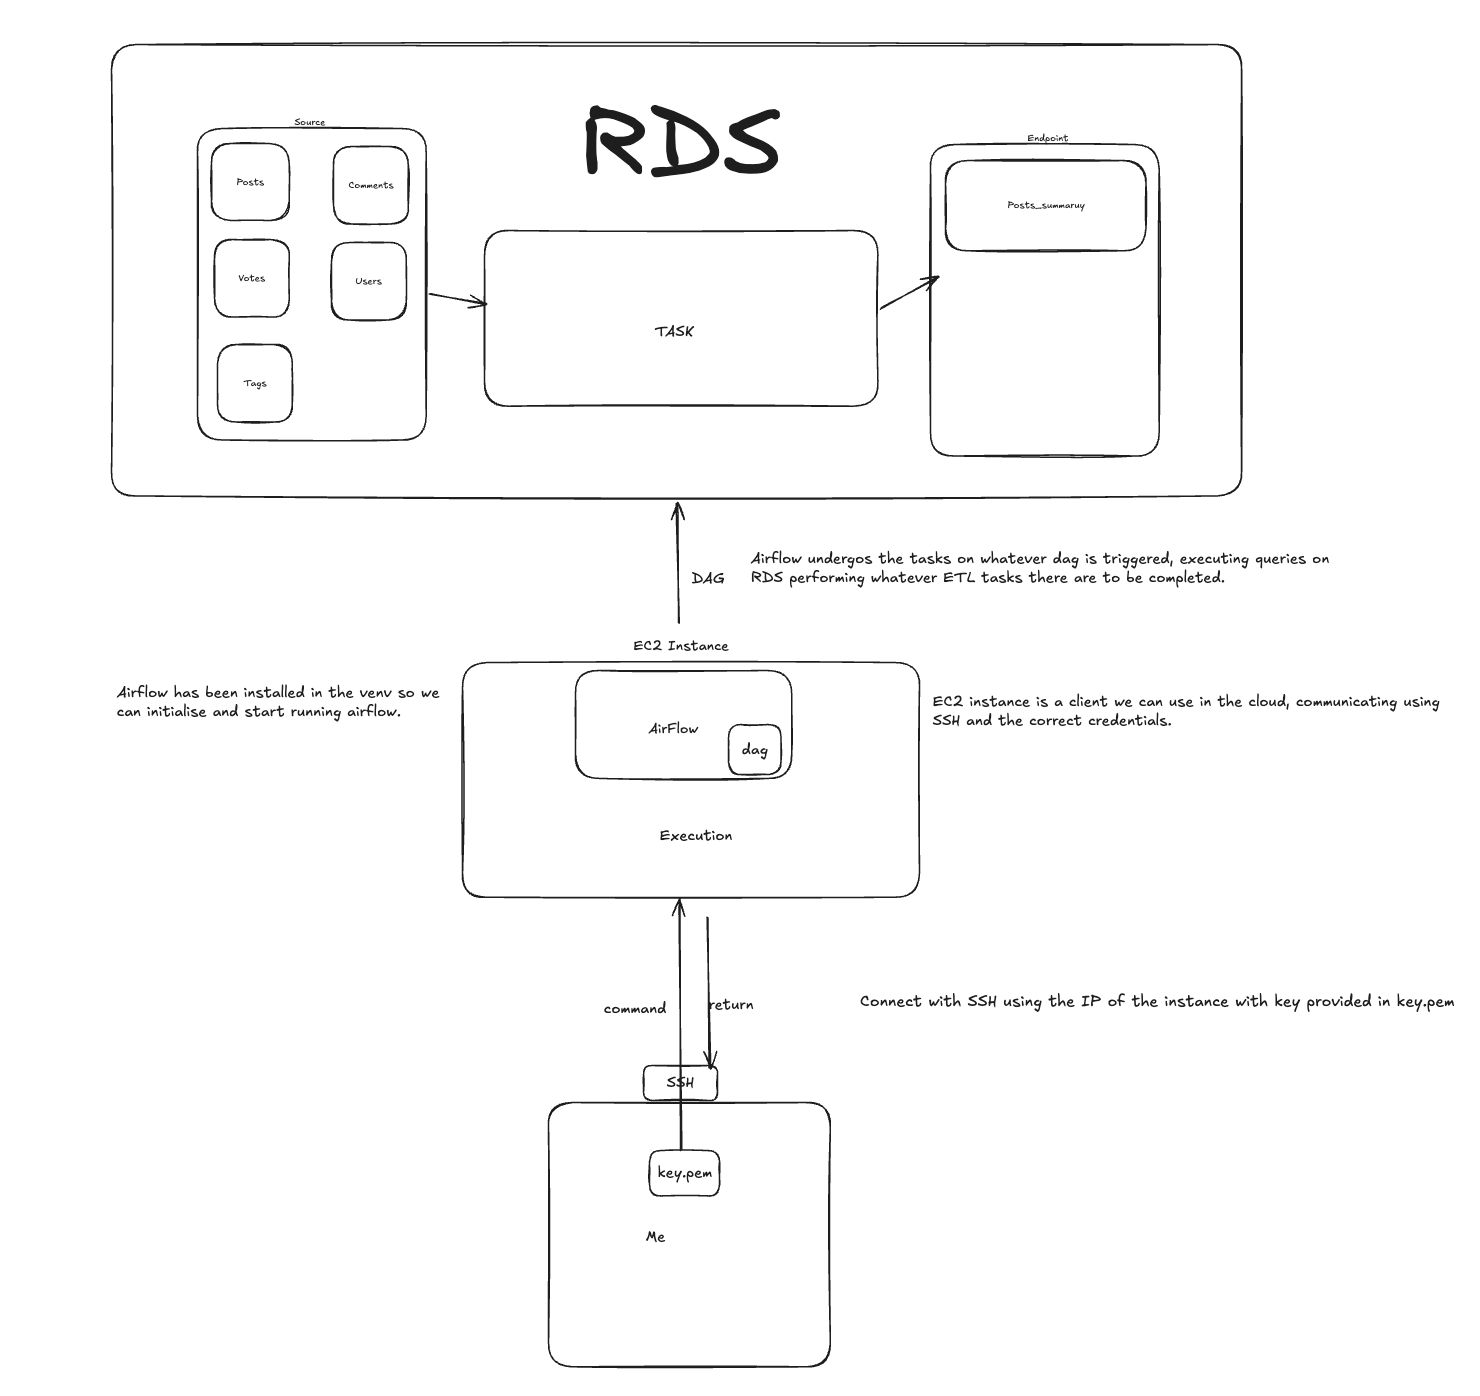 RDS
Source
Posts
Comments
Votes
Users
Tags
TASK
Endpoint
Posts_summaruy
DAG
Airflow undergos the tasks on whatever dag is triggered, executing queries on
RDS performing whatever ETL tasks there are to be completed.
EC2 Instance
Airflow has been installed in the venv so we
can initialise and start running airflow.
AirFlow
dag
Execution
EC2 instance is a client we can use in the cloud, communicating using
SSH and the correct credentials.
command
return
Connect with SSH using the IP of the instance with key provided in key.pem
SSH
key.pem
Me